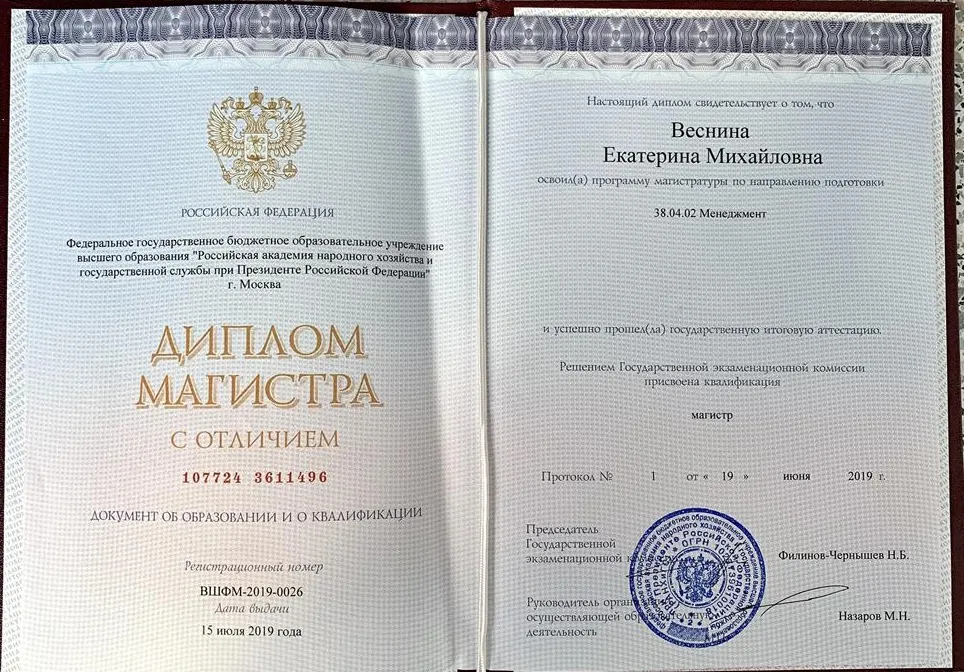 РОССИЙСКАЯ ФЕДЕРАЦИЯ
Федеральное государственное бюджетное образовательное учреждение
высшего образования "Российская академия народного хозяйства и
государственной службы при Президенте Российской Федерации"
г. Москва
ДИПЛОМ
МАГИСТРА
С ОТЛИЧИЕМ
107724 3611496
ДОКУМЕНТ ОБ ОБРАЗОВАНИИ И О КВАЛИФИКАЦИИ
Регистрационный номер
ВШФМ-2019-0026
Дата выдачи
15 июля 2019 года
Настоящий диплом свидетельствует о том, что
Веснина
Екатерина Михайловна
освоил(а) программу магистратуры по направлению подготовки
38.04.02 Менеджмент
и успешно прошел(ла) государственную итоговую аттестацию.
Решением Государственной экзаменационной комиссии
присвоена квалификация
магистр
Протокол № 1 от « 19 » июня 2019 г.
Председатель
Государственной
экзаменационной
Филинов-Чернышев Н.Б.
Руководитель
осуществляющей
деятельность
Назаров М.Н.